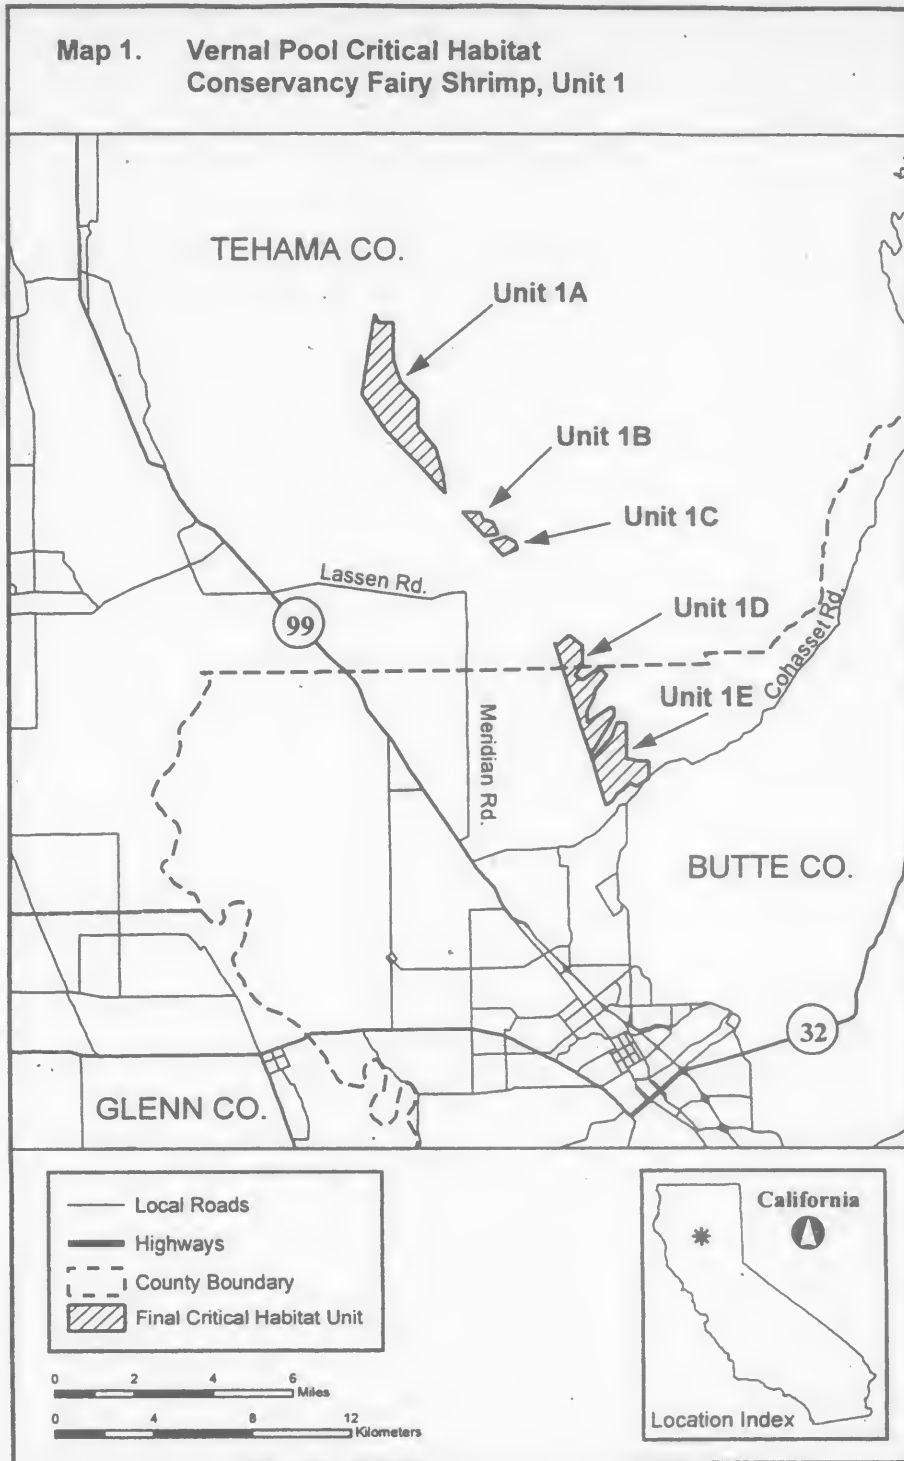 Map 1. Vernal Pool Critical Habitat
Conservancy Fairy Shrimp, Unit 1
TEHAMA CO.
Unit 1A
Unit 1B
Unit 1C
Lassen Rd.
99
Unit 1D
Cohasset Rd.
Unit 1E
Meridian Rd.
BUTTE CO.
32
GLENN CO.
Local Roads
Highways
County Boundary
Final Critical Habitat Unit
0 2 4 6
Miles
0 4 8 12
Kilometers
California
Location Index